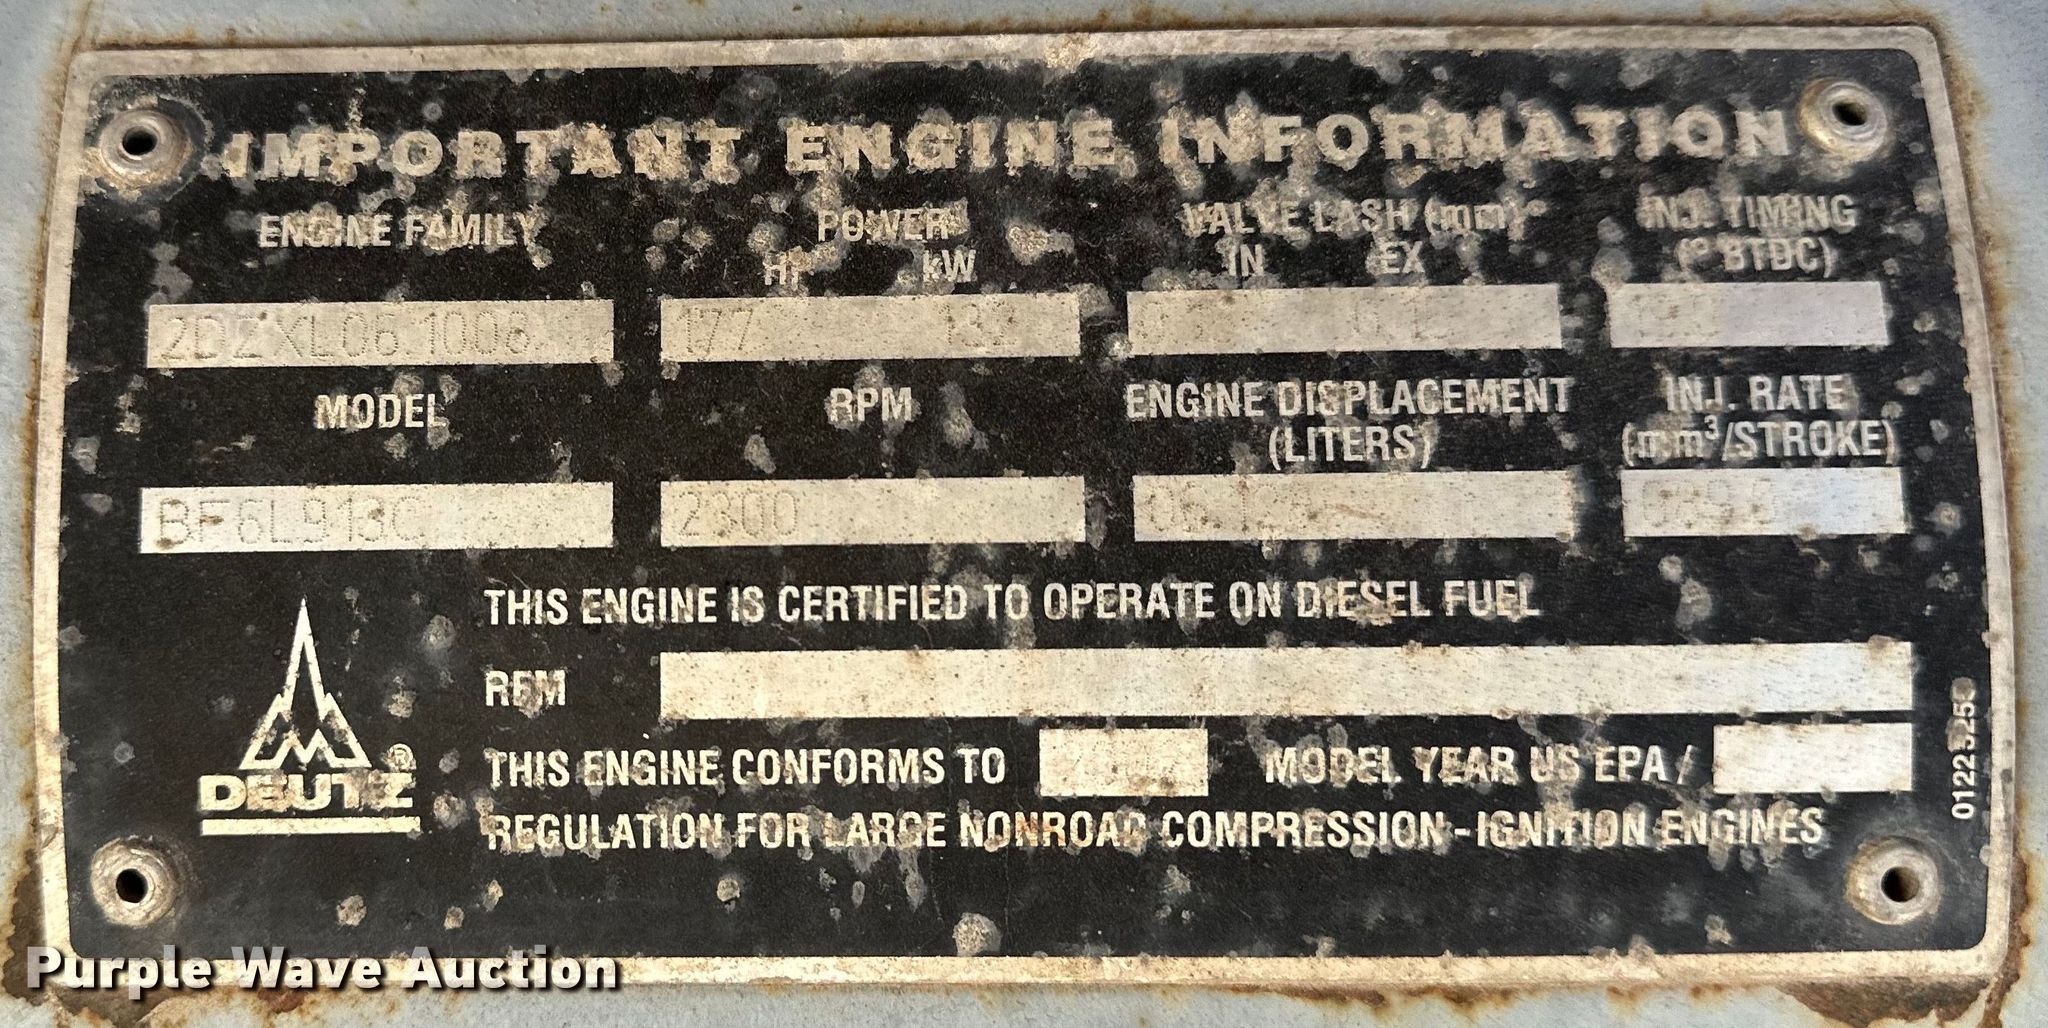 IMPORTANT ENGINE INFORMATION
ENGINE FAMILY POWER VALVE LASH (mm) INJ. TIMING
HP kW IN EX (° BTDC)
2DZXL06.1008 177 132
MODEL RPM ENGINE DISPLACEMENT INJ. RATE
(LITERS) (mm³/STROKE)
BF6L913C 2300
THIS ENGINE IS CERTIFIED TO OPERATE ON DIESEL FUEL
RFM
THIS ENGINE CONFORMS TO MODEL YEAR US EPA /
DEUTZ ®
REGULATION FOR LARGE NONROAD COMPRESSION - IGNITION ENGINES
Purple Wave Auction